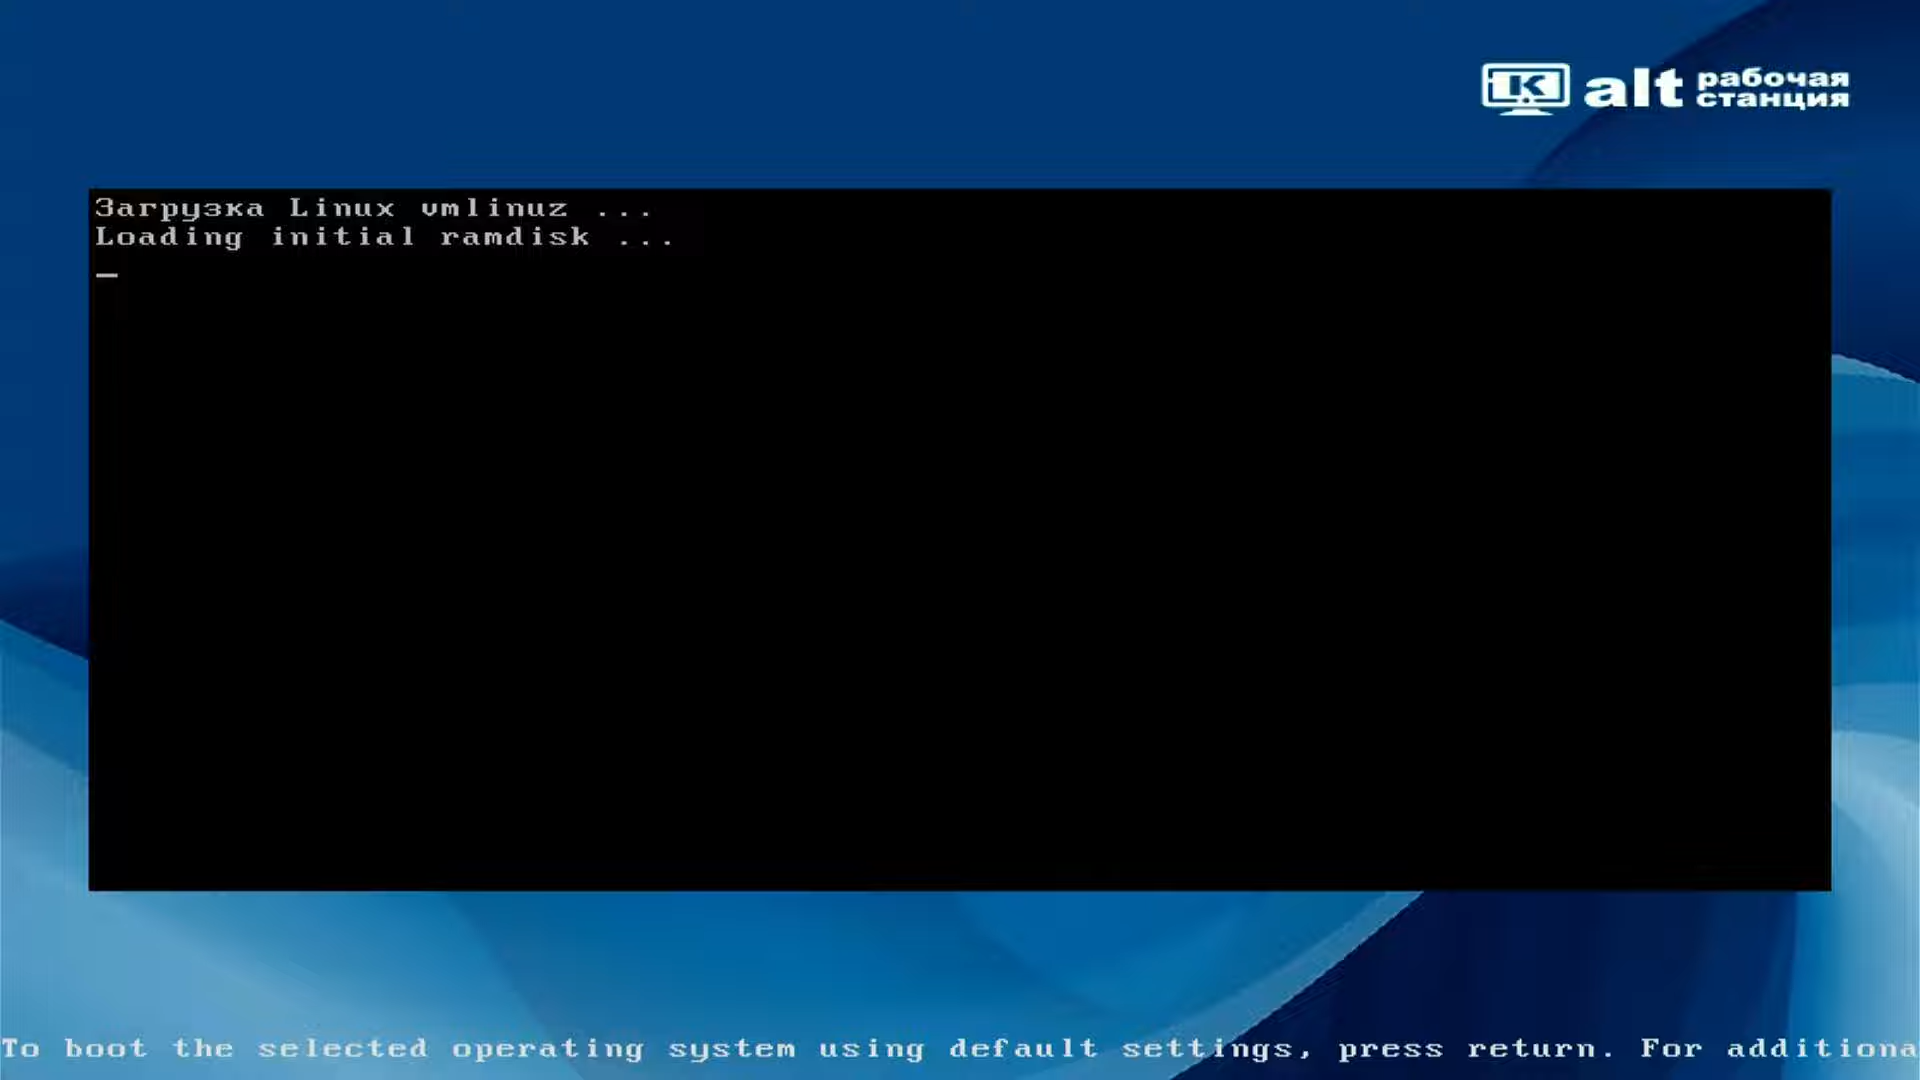 K alt рабочая
станция
Загрузка Linux vmlinuz ...
Loading initial ramdisk ...
To boot the selected operating system using default settings, press return. For additiona